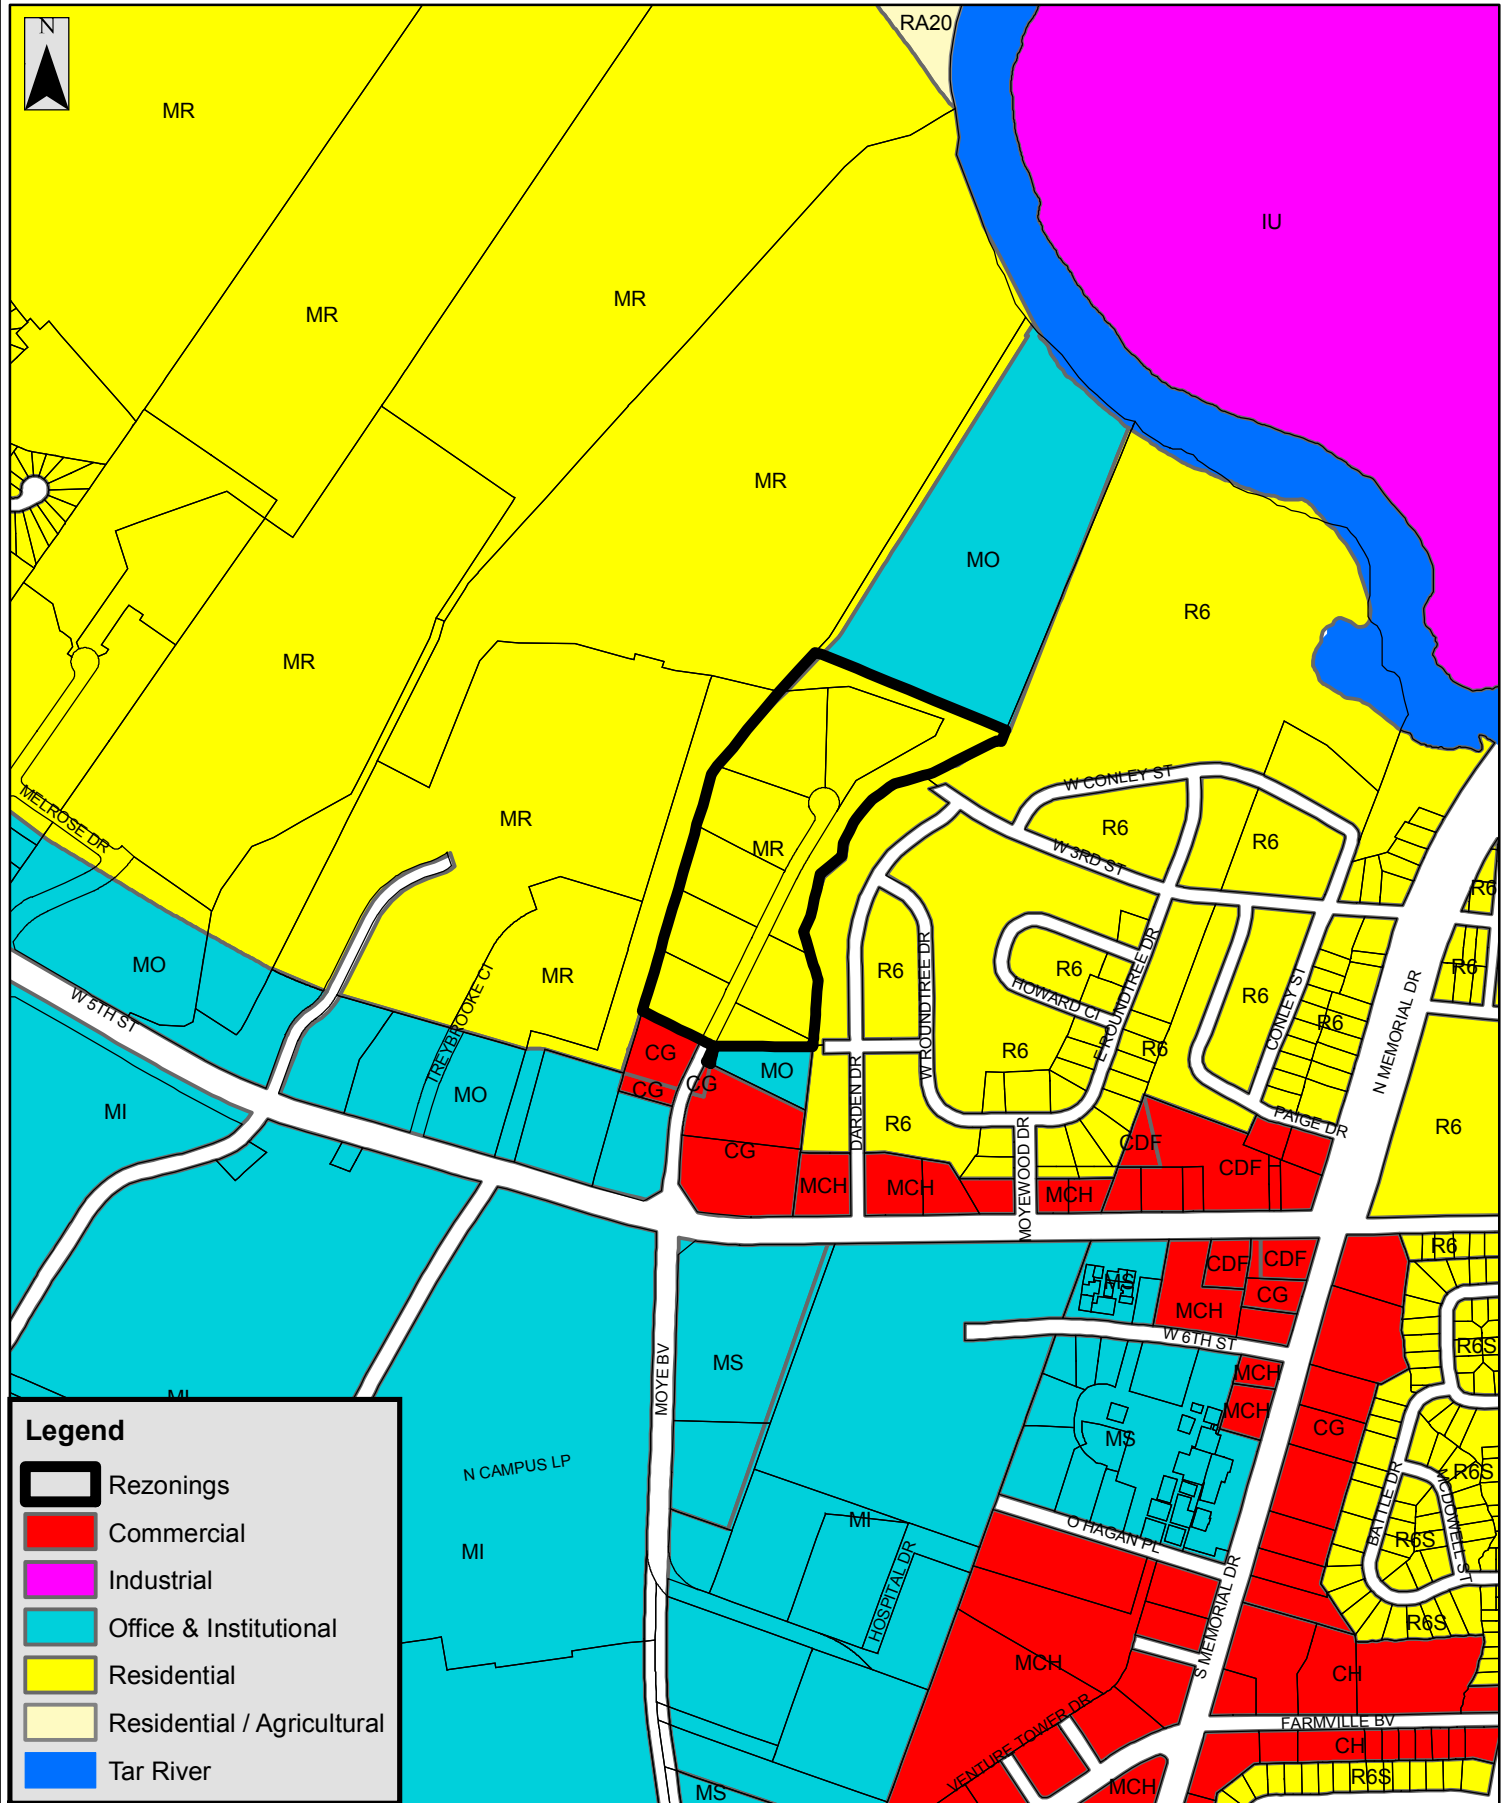 RA20
N
MR
IU
MR
MR
MR
MO
R6
MR
W CONLEY ST
MELROSE DR
MR
R6
R6
MR
W 3RD ST
R6
MO
MR
R6
R6
R6
W ROUNDTREE DR
E ROUNDTREE DR
HOWARD CI
R6
CONLEY ST
R6
N MEMORIAL DR
W 5TH ST
TREYBROOKE CT
R6
R6
CG
MO
CG
CG
MO
MI
DARDEN DR
R6
MOYEWOOD DR
PAIGE DR
R6
CG
CDF
CDF
MCH
MCH
MCH
R6
MS
CDF
CDF
CG
MCH
W 6TH ST
R6S
MS
MOYE BV
MCH
MCH
MI
CG
MS
N CAMPUS LP
BATTLE DR
MCDOWELL ST
R6S
MI
O HAGAN PL
R6S
MI
HOSPITAL DR
S MEMORIAL DR
R6S
MCH
CH
VENTURE TOWER DR
FARMVILLE BV
CH
R6S
MCH
MS
Legend
Rezonings
Commercial
Industrial
Office & Institutional
Residential
Residential / Agricultural
Tar River